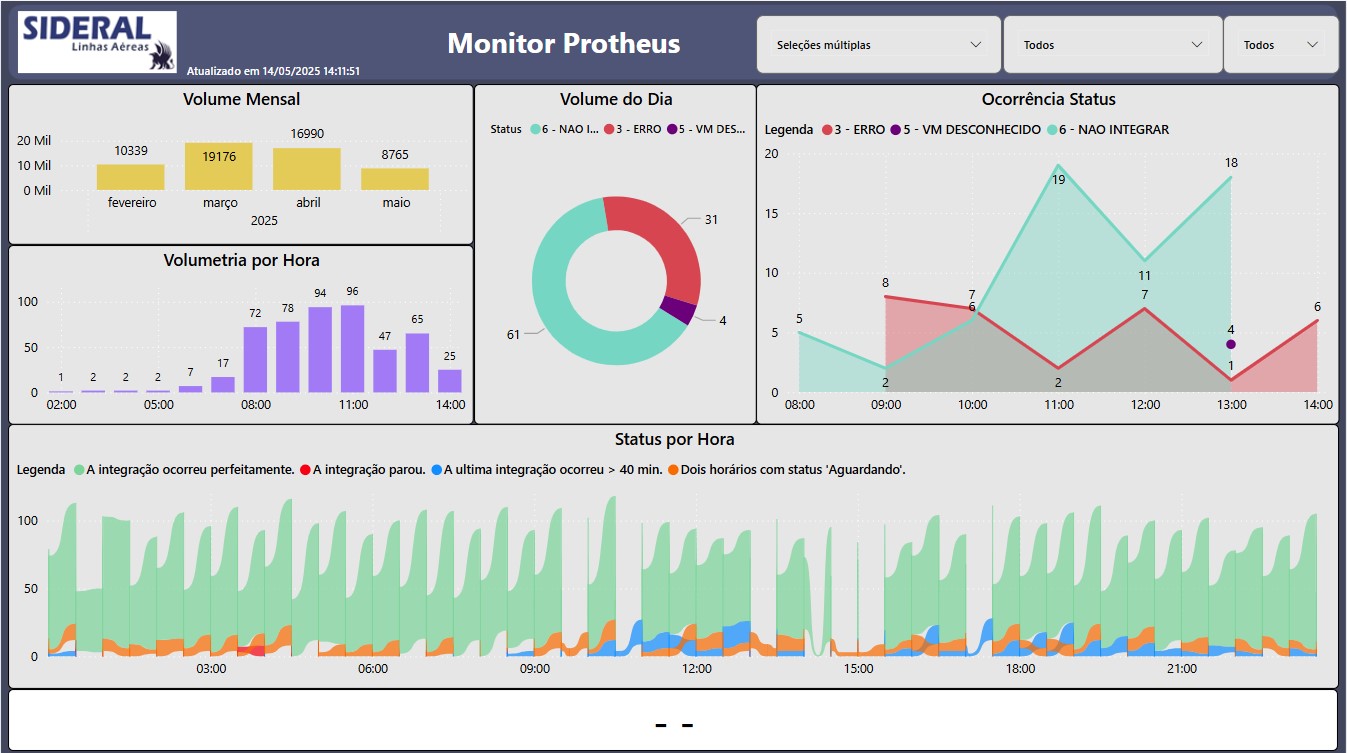 SIDERAL
Linhas Aéreas
Atualizado em 14/05/2025 14:11:51
Monitor Protheus
Seleções múltiplas
Todos
Todos
Volume Mensal
20 Mil
10 Mil
0 Mil
10339
19176
16990
8765
fevereiro março abril maio
2025
Volumetria por Hora
100
50
0
1 2 2 2 7 17 72 78 94 96 47 65 25
02:00 05:00 08:00 11:00 14:00
Volume do Dia
Status 6 - NAO I... 3 - ERRO 5 - VM DES...
31
4
61
Ocorrência Status
Legenda 3 - ERRO 5 - VM DESCONHECIDO 6 - NAO INTEGRAR
20
15
10
5
0
5
8
2
7
6
19
2
11
7
18
4
1
6
08:00 09:00 10:00 11:00 12:00 13:00 14:00
Status por Hora
Legenda A integração ocorreu perfeitamente. A integração parou. A ultima integração ocorreu > 40 min. Dois horários com status 'Aguardando'.
100
50
0
03:00 06:00 09:00 12:00 15:00 18:00 21:00
- -